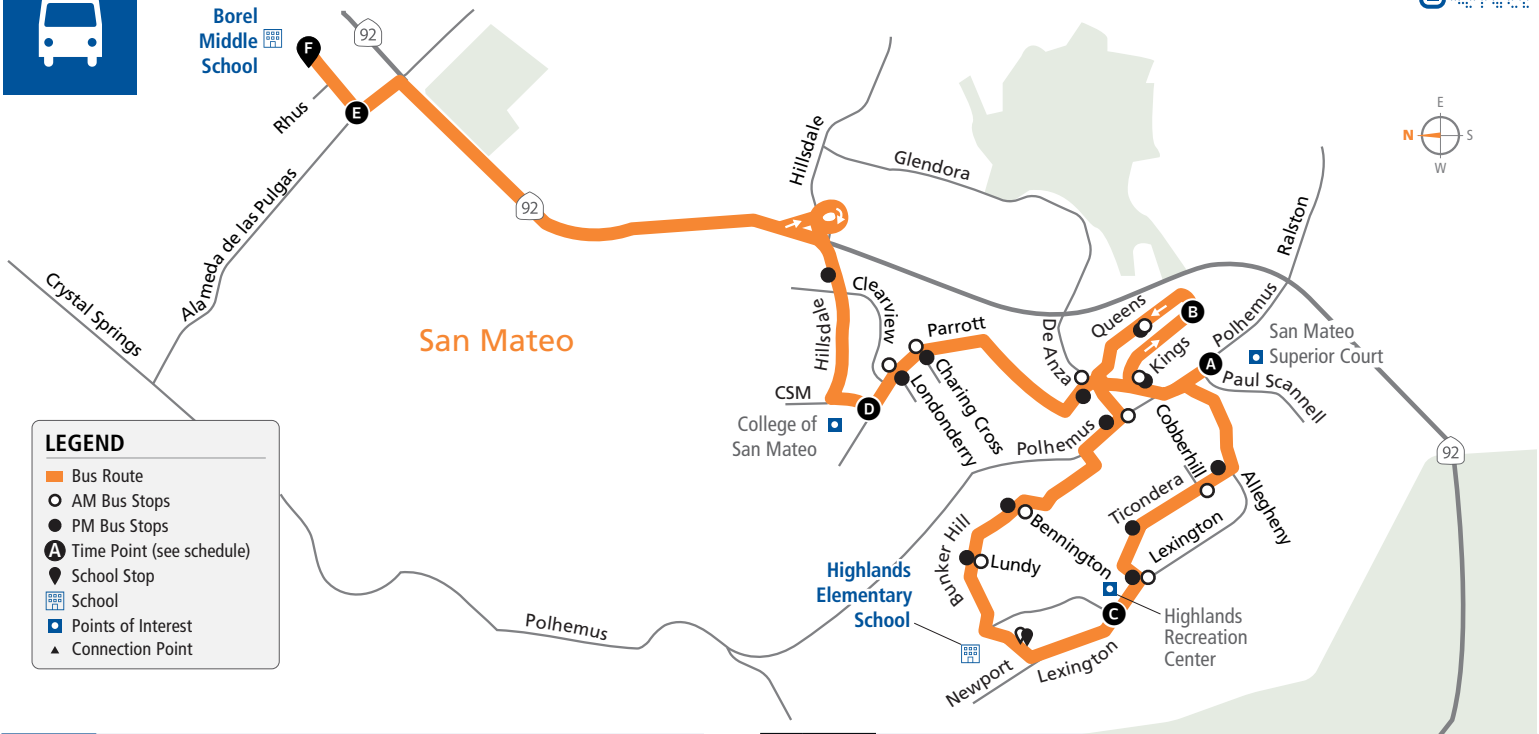 Borel
Middle
School
F
92
E
Rhus
Alameda de las Pulgas
Crystal Springs
92
San Mateo
Hillsdale
Glendora
E
N
S
W
Ralston
Clearview
Hillsdale
Parrott
De Anza
Queens
B
Kings
Polhemus
A
San Mateo
Superior Court
Paul Scannell
CSM
D
College of
San Mateo
Londonderry
Charing Cross
Polhemus
Cobberhill
Allegheny
92
Ticondera
Lexington
Bennington
Bunker Hill
Lundy
Highlands
Elementary
School
C
Highlands
Recreation
Center
Newport
Lexington
Polhemus
LEGEND
Bus Route
AM Bus Stops
PM Bus Stops
A Time Point (see schedule)
School Stop
School
Points of Interest
Connection Point